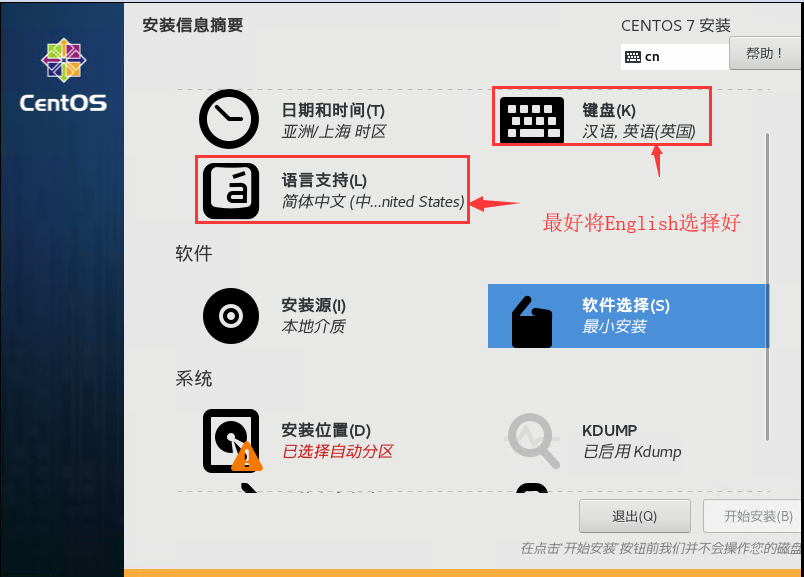 安装信息摘要
CENTOS 7 安装
cn
帮助！
CentOS
日期和时间(T)
亚洲/上海 时区
键盘(K)
汉语, 英语(英国)
语言支持(L)
简体中文 (中...nited States)
最好将English选择好
软件
安装源(I)
本地介质
软件选择(S)
最小安装
系统
安装位置(D)
已选择自动分区
KDUMP
已启用 Kdump
退出(Q)
开始安装(B)
在点击'开始安装'按钮前我们并不会操作您的磁盘